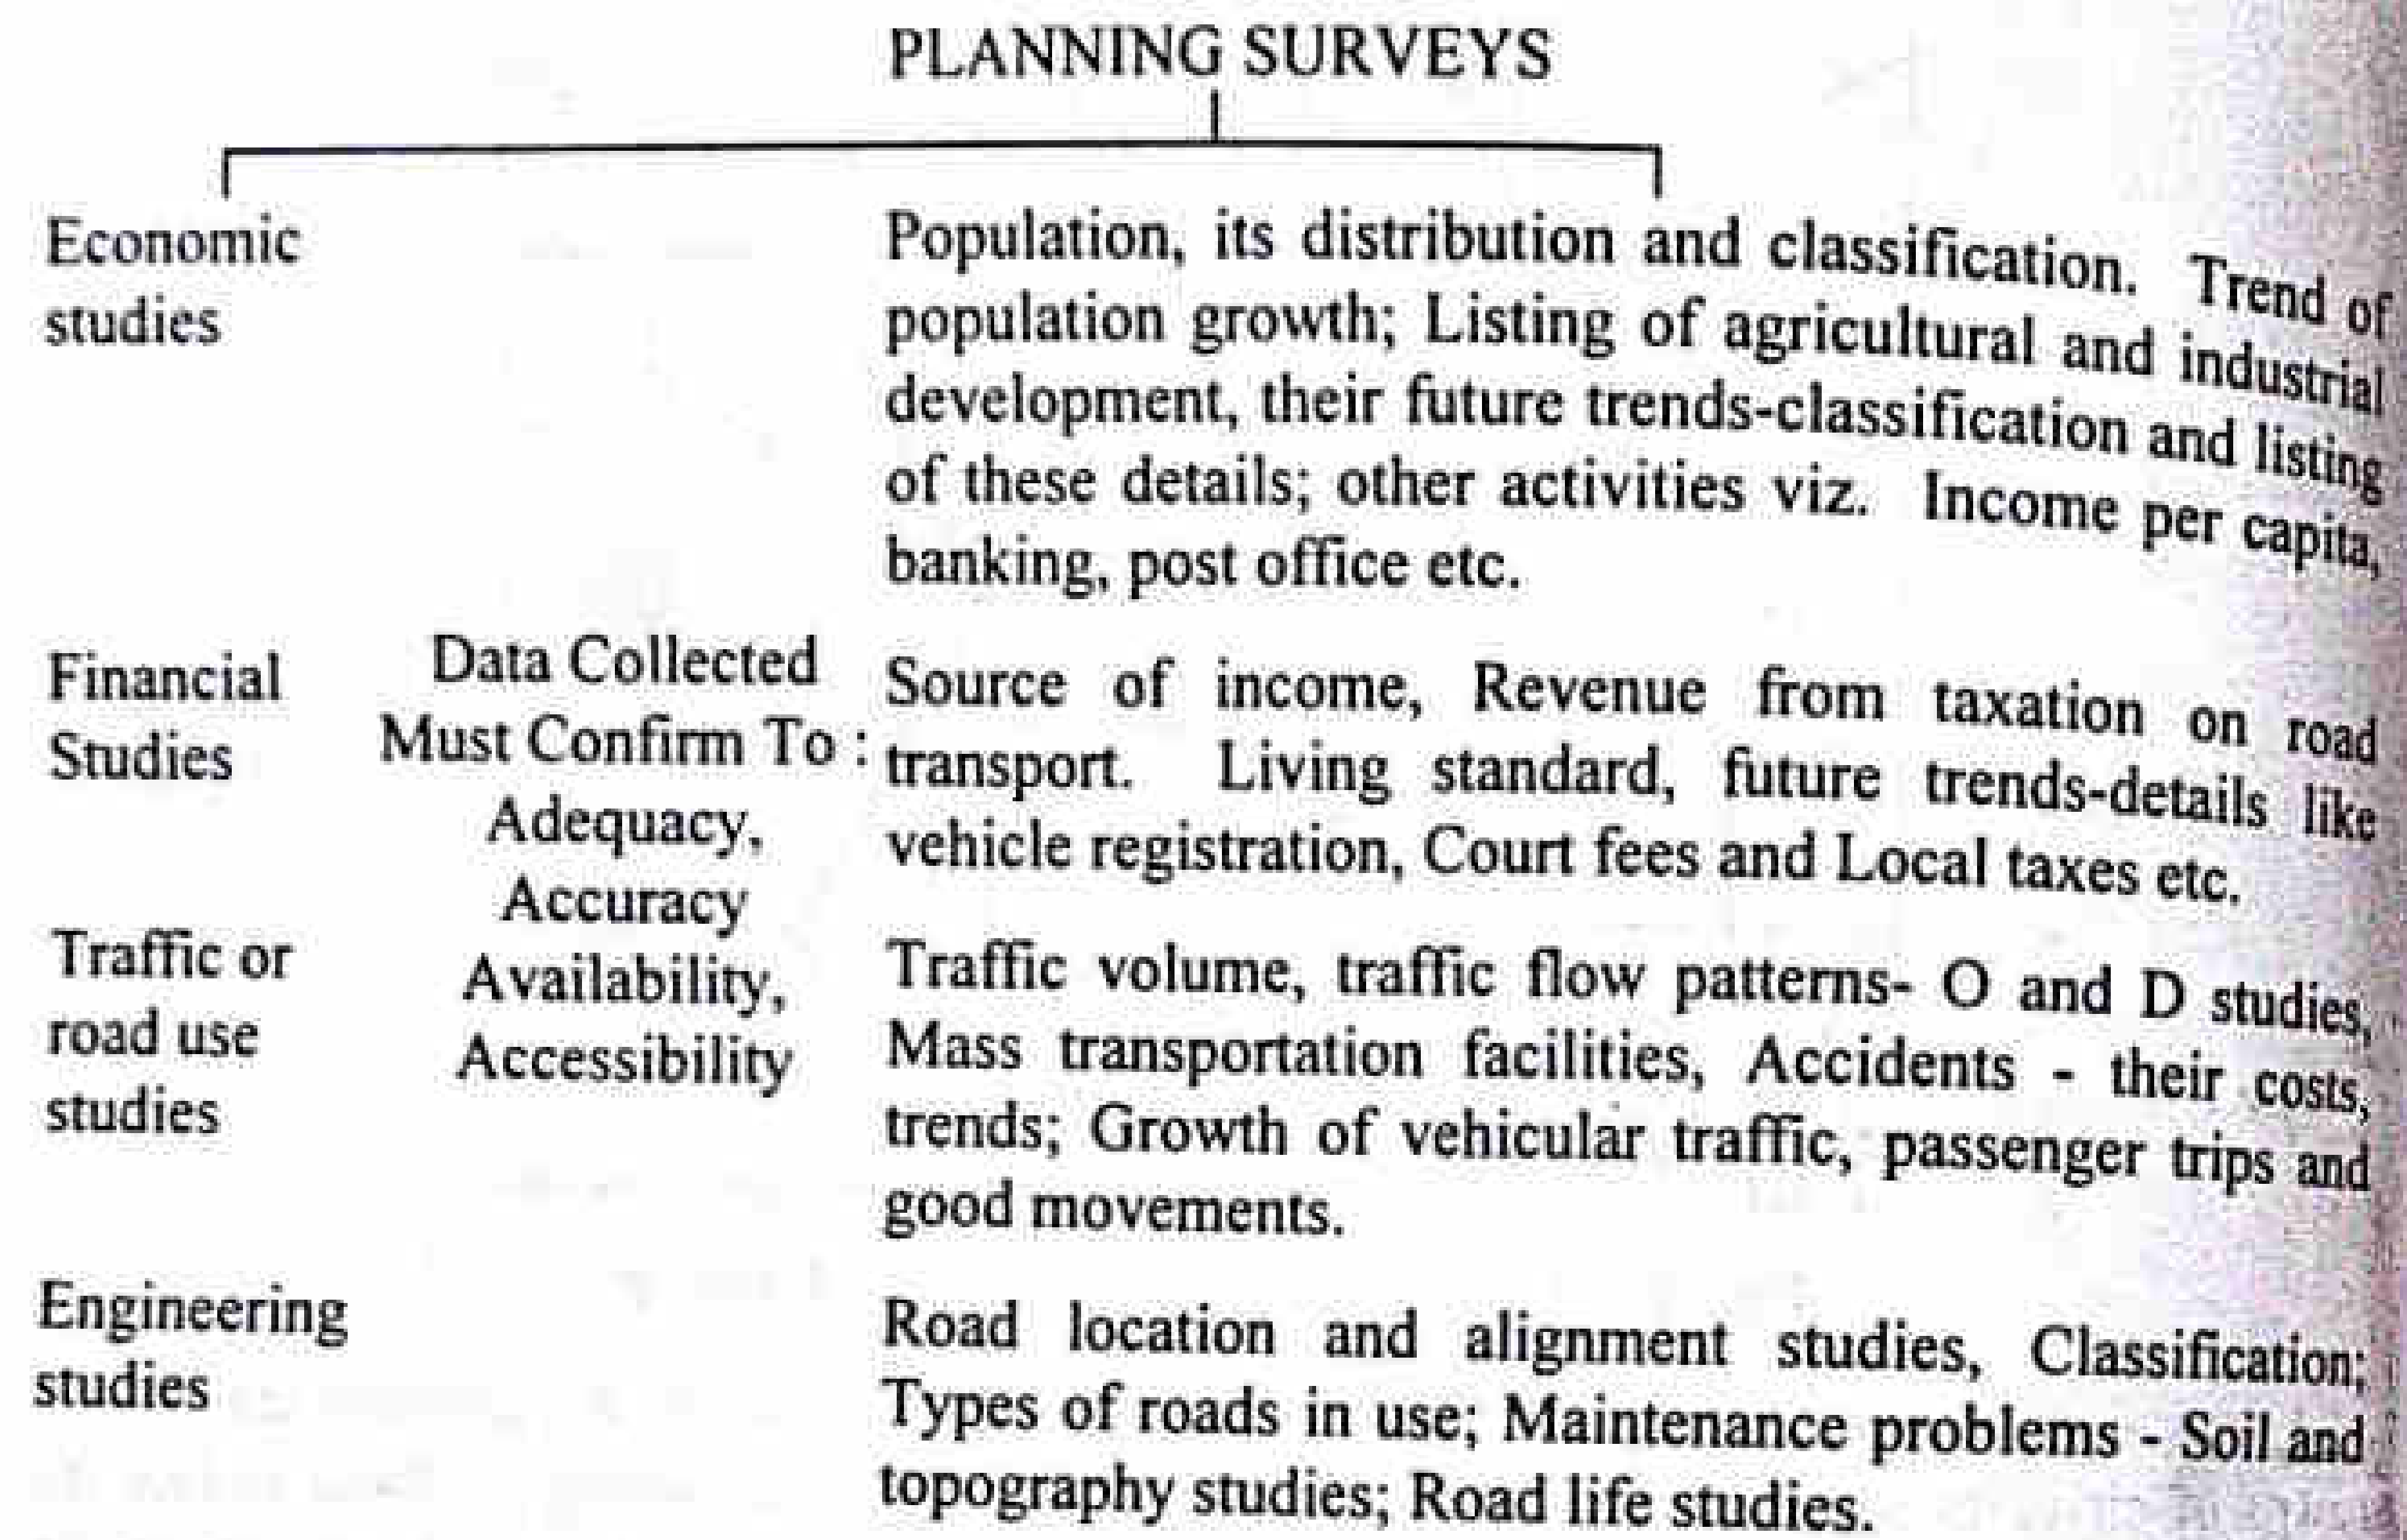 PLANNING SURVEYS
Economic
studies
Population, its distribution and classification. Trend of
population growth; Listing of agricultural and industrial
development, their future trends-classification and listing
of these details; other activities viz. Income per capita,
banking, post office etc.
Financial
Studies
Data Collected
Must Confirm To :
Adequacy,
Accuracy
Availability,
Accessibility
Source of income, Revenue from taxation on road
transport. Living standard, future trends-details like
vehicle registration, Court fees and Local taxes etc.
Traffic or
road use
studies
Traffic volume, traffic flow patterns- O and D studies,
Mass transportation facilities, Accidents - their costs,
trends; Growth of vehicular traffic, passenger trips and
good movements.
Engineering
studies
Road location and alignment studies, Classification;
Types of roads in use; Maintenance problems - Soil and
topography studies; Road life studies.